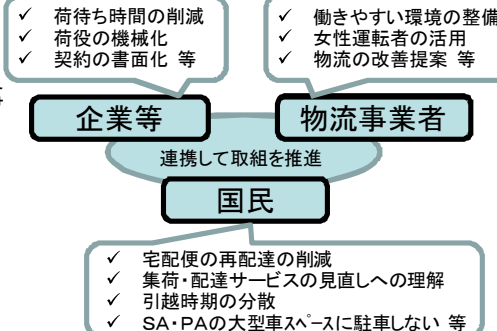 ✓ 荷待ち時間の削減
✓ 荷役の機械化
✓ 契約の書面化 等
✓ 働きやすい環境の整備
✓ 女性運転者の活用
✓ 物流の改善提案 等
企業等
物流事業者
連携して取組を推進
国民
✓ 宅配便の再配達の削減
✓ 集荷・配達サービスの見直しへの理解
✓ 引越時期の分散
✓ SA・PAの大型車ｽﾍﾟｰｽに駐車しない 等